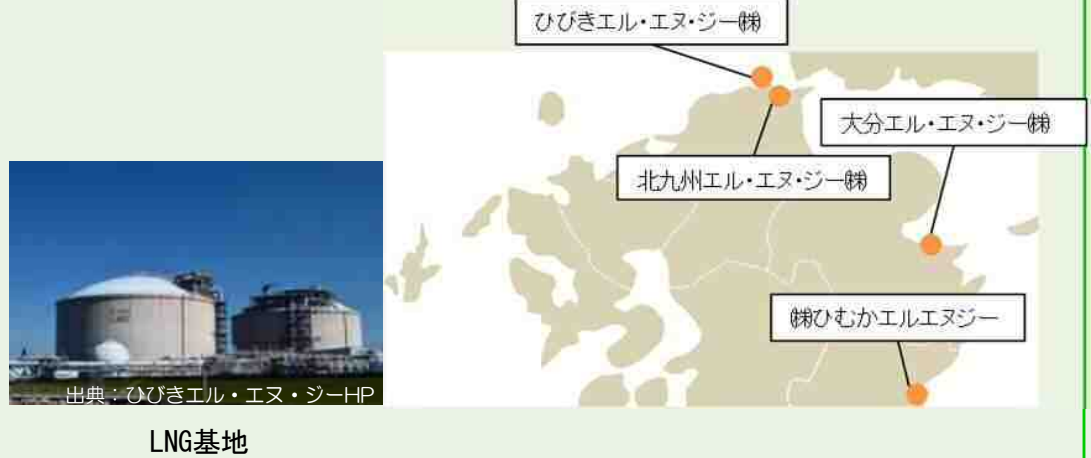 ひびきエル・エヌ・ジー㈱
大分エル・エヌ・ジー㈱
北九州エル・エヌ・ジー㈱
㈱ひむかエルエヌジー
出典：ひびきエル・エヌ・ジーHP
LNG基地